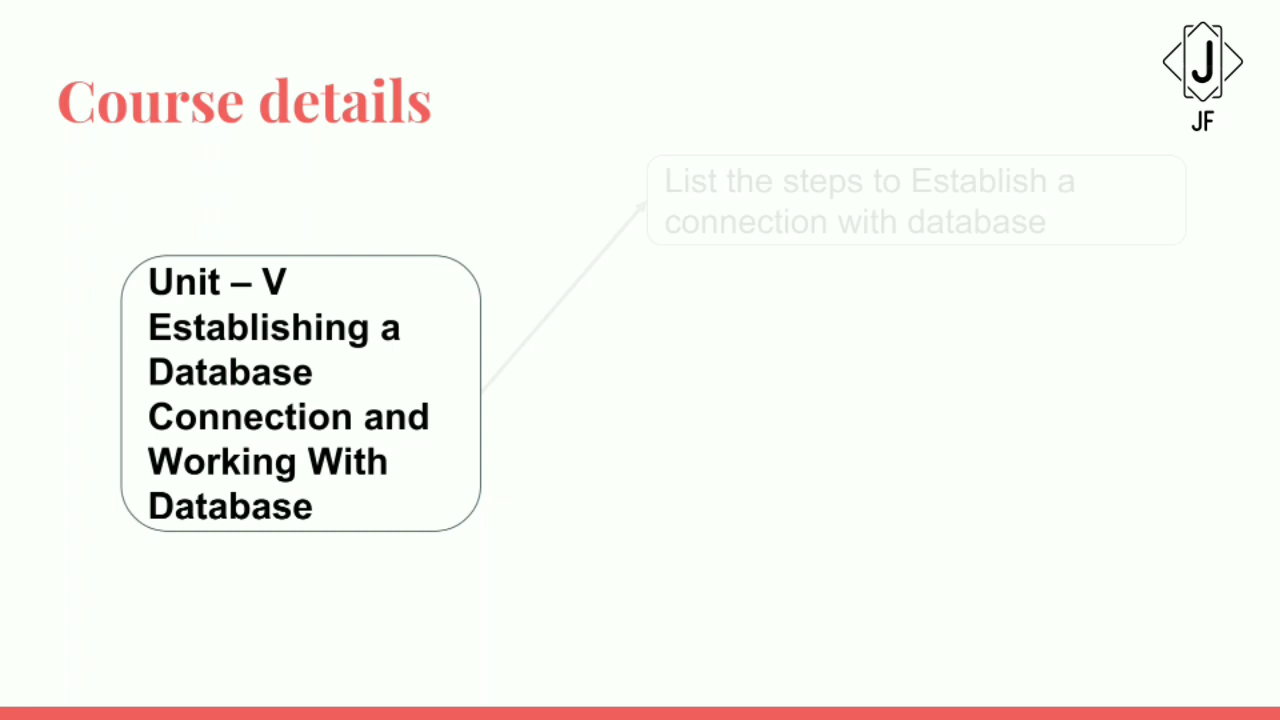 Course details
J
JF
List the steps to Establish a
connection with database
Unit – V
Establishing a
Database
Connection and
Working With
Database